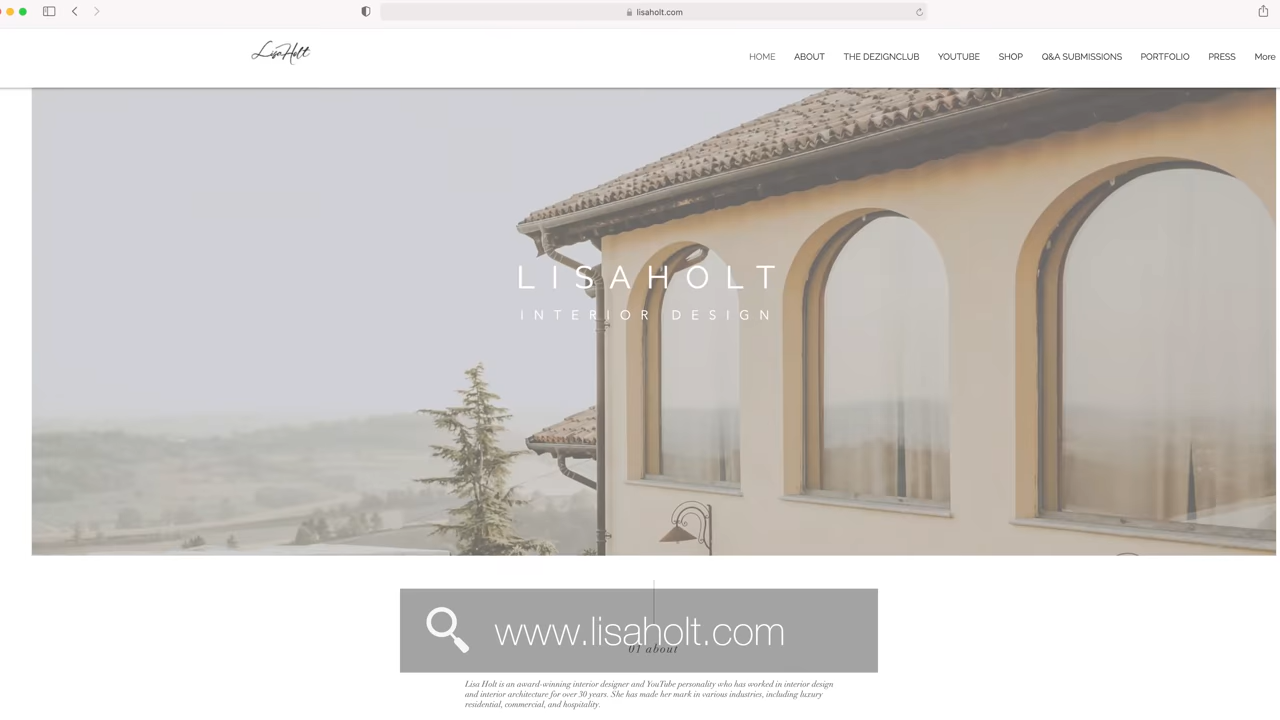 lisaholt.com
LisaHolt
HOME ABOUT THE DEZIGNCLUB YOUTUBE SHOP Q&A SUBMISSIONS PORTFOLIO PRESS More
LISAHOLT
INTERIOR DESIGN
www.lisaholt.com
01 about
Lisa Holt is an award-winning interior designer and YouTube personality who has worked in interior design
and interior architecture for over 30 years. She has made her mark in various industries, including luxury
residential, commercial, and hospitality.